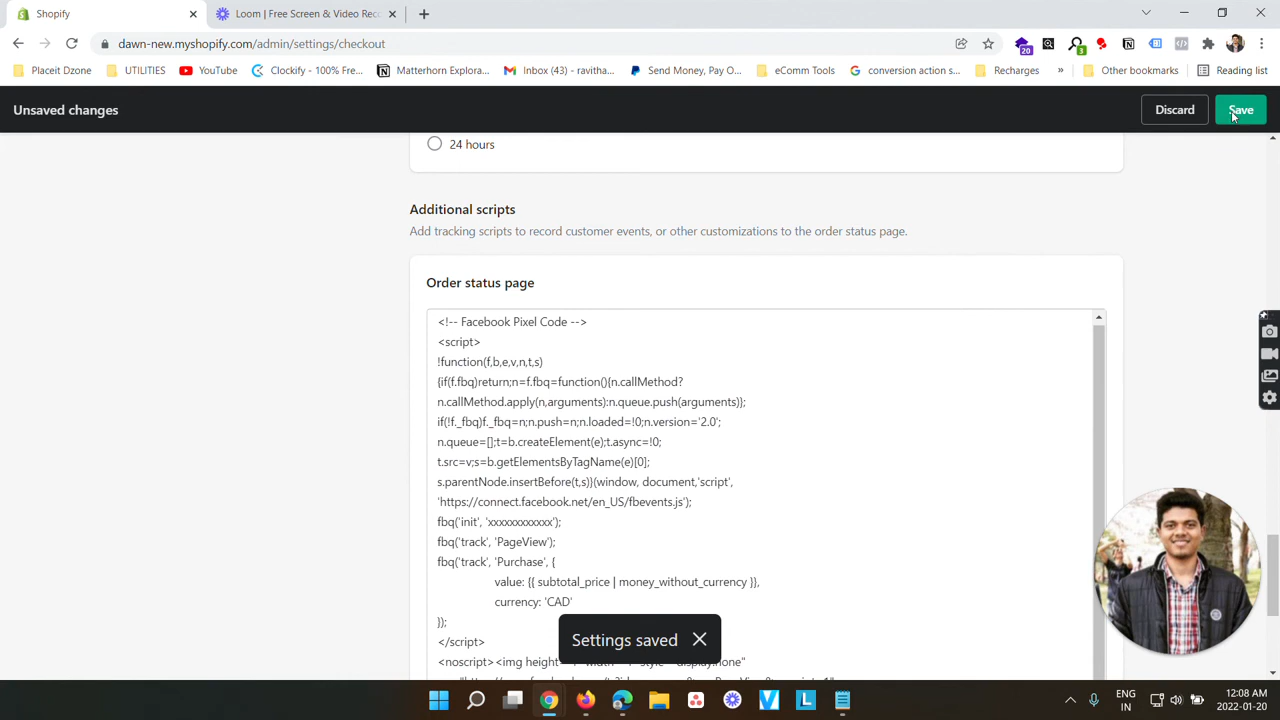 Shopify
Loom | Free Screen & Video Rec
dawn-new.myshopify.com/admin/settings/checkout
20
3
Placeit Dzone
UTILITIES
YouTube
Clockify - 100% Fre...
Matterhorn Explora...
Inbox (43) - ravitha...
Send Money, Pay O...
eComm Tools
conversion action s...
Recharges
»
Other bookmarks
Reading list
Unsaved changes
Discard
Save
24 hours
Additional scripts
Add tracking scripts to record customer events, or other customizations to the order status page.
Order status page
<!-- Facebook Pixel Code -->
<script>
!function(f,b,e,v,n,t,s)
{if(f.fbq)return;n=f.fbq=function(){n.callMethod?
n.callMethod.apply(n,arguments):n.queue.push(arguments)};
if(!f._fbq)f._fbq=n;n.push=n;n.loaded=!0;n.version='2.0';
n.queue=[];t=b.createElement(e);t.async=!0;
t.src=v;s=b.getElementsByTagName(e)[0];
s.parentNode.insertBefore(t,s)}(window, document,'script',
'https://connect.facebook.net/en_US/fbevents.js');
fbq('init', 'xxxxxxxxxxxx');
fbq('track', 'PageView');
fbq('track', 'Purchase', {
value: {{ subtotal_price | money_without_currency }},
currency: 'CAD'
});
</script>
<noscript><img height=
Settings saved
ENG
IN
12:08 AM
2022-01-20